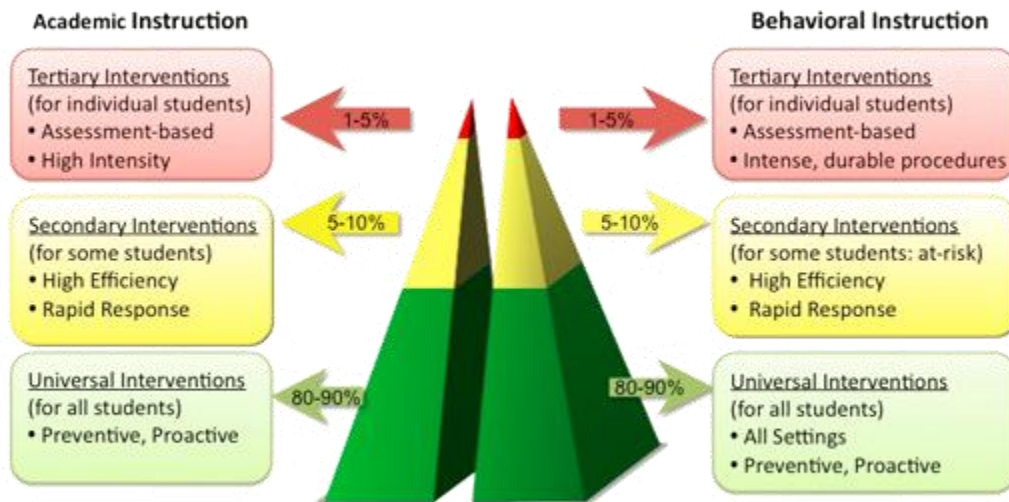 Academic Instruction
Tertiary Interventions
(for individual students)
• Assessment-based
• High Intensity
1-5%
Secondary Interventions
(for some students)
• High Efficiency
• Rapid Response
5-10%
Universal Interventions
(for all students)
• Preventive, Proactive
80-90%
Behavioral Instruction
1-5%
Tertiary Interventions
(for individual students)
• Assessment-based
• Intense, durable procedures
5-10%
Secondary Interventions
(for some students: at-risk)
• High Efficiency
• Rapid Response
80-90%
Universal Interventions
(for all students)
• All Settings
• Preventive, Proactive